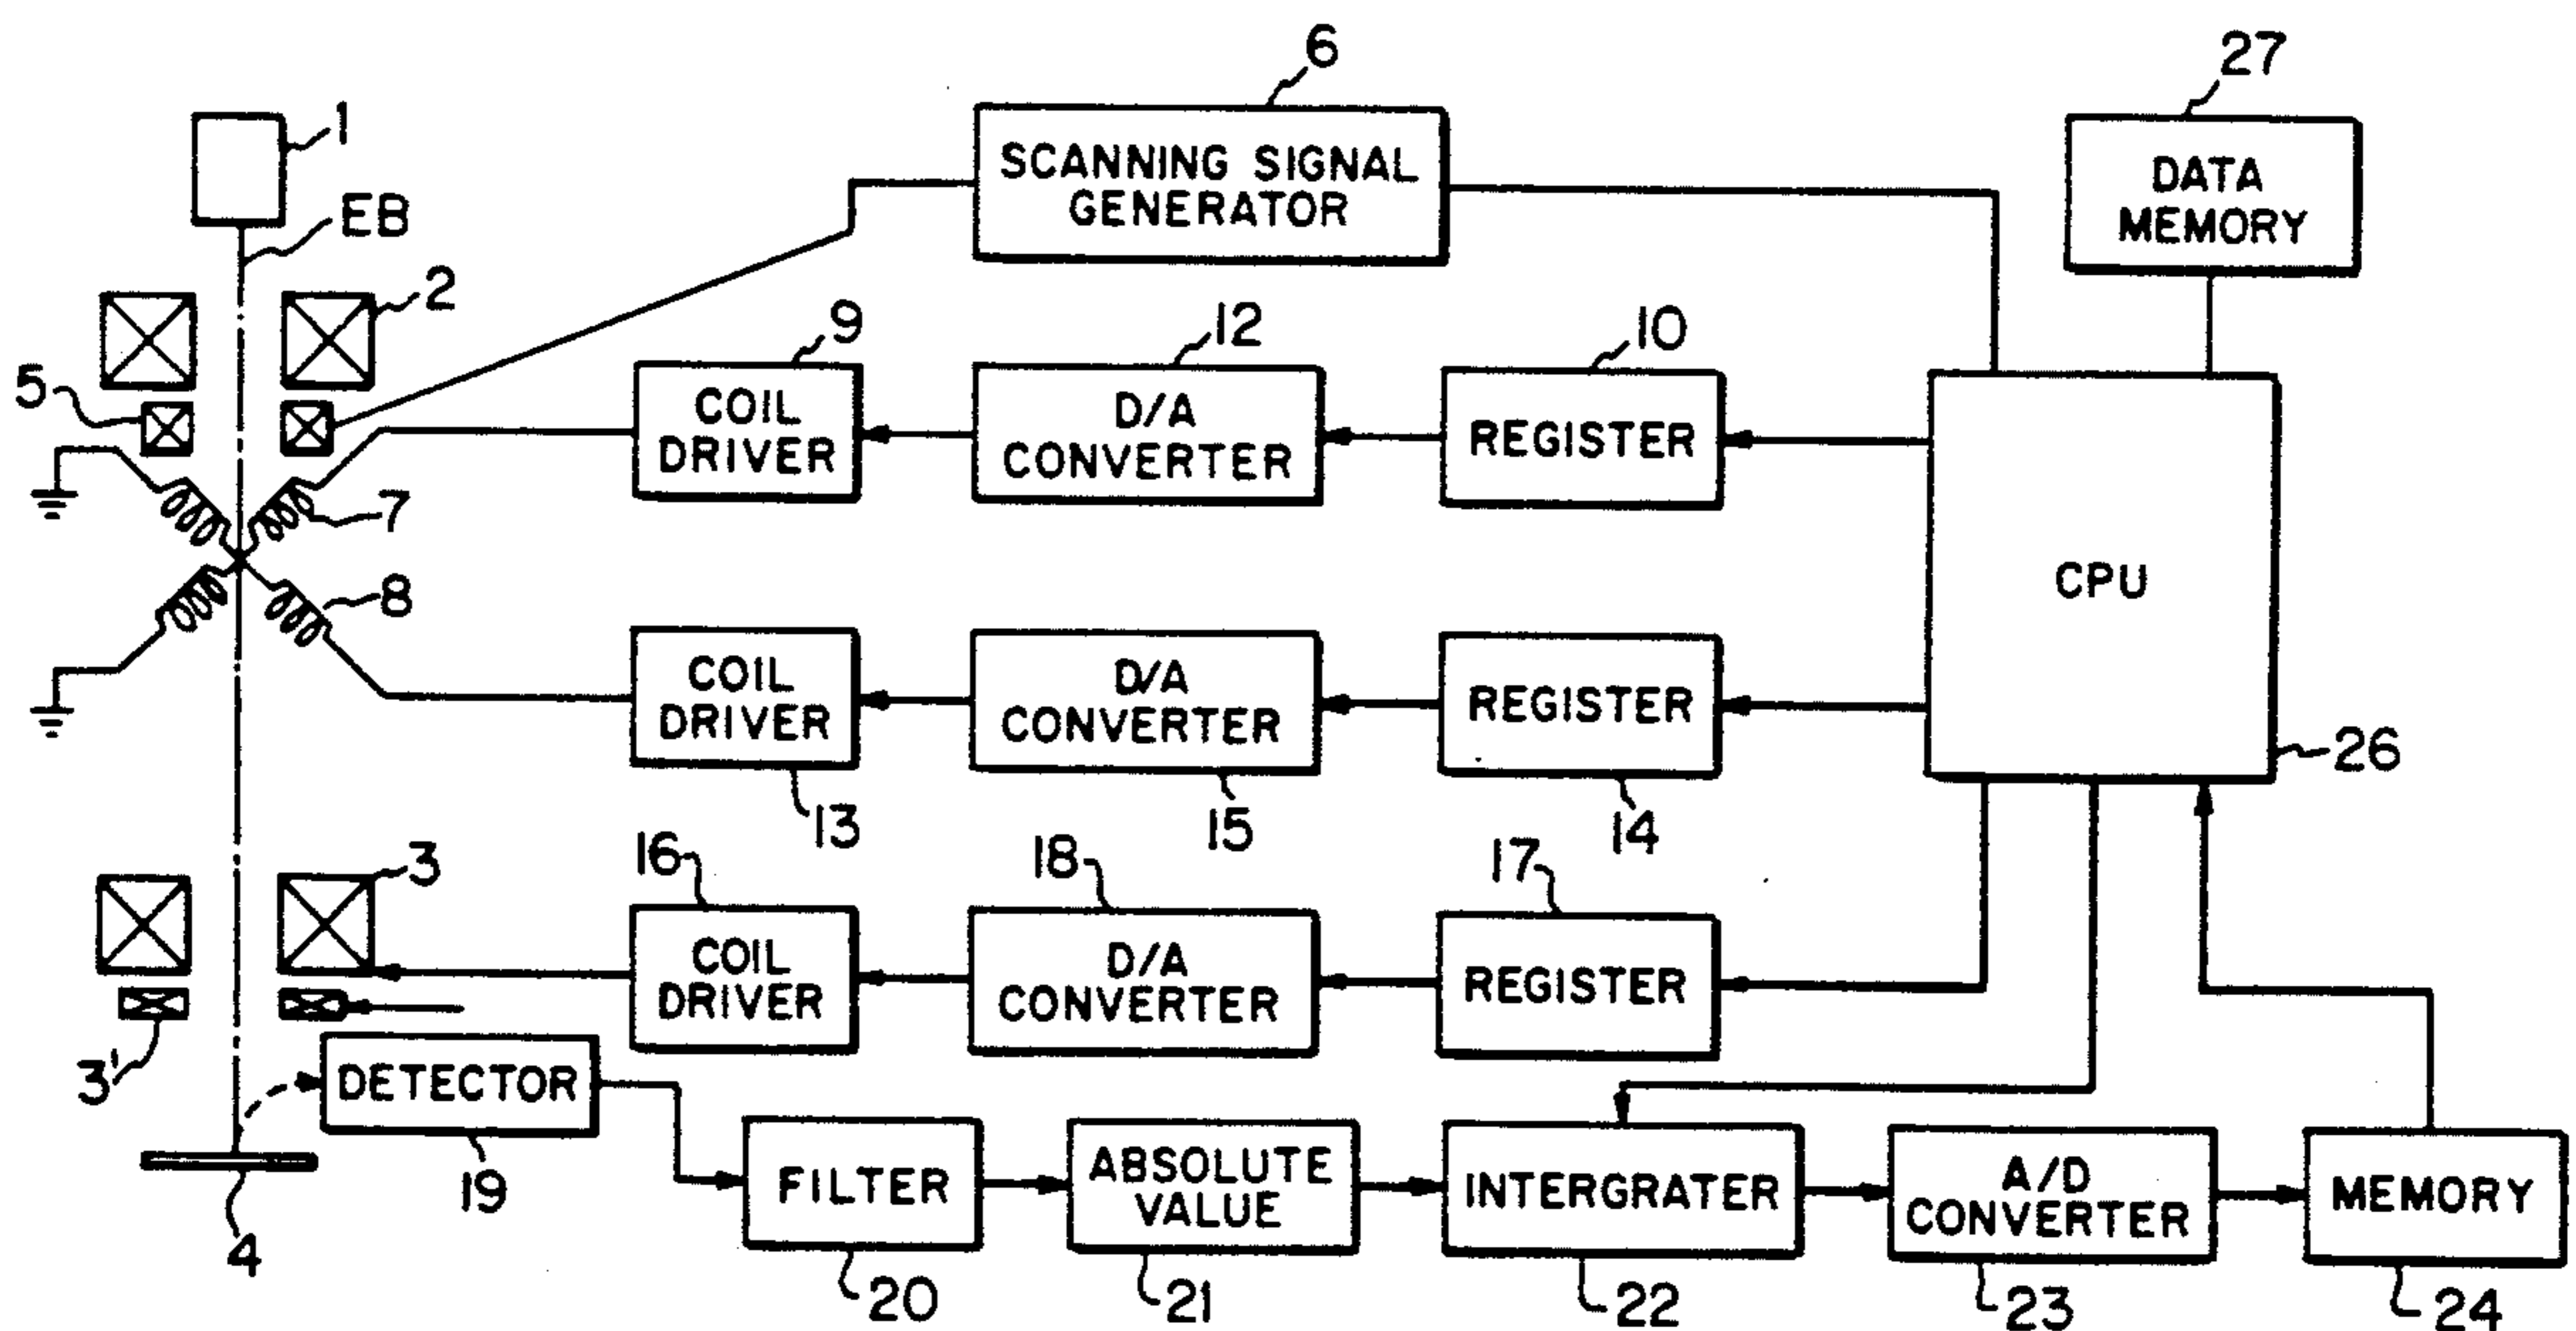 6
27
1
SCANNING SIGNAL
GENERATOR
DATA
MEMORY
EB
2
9
12
10
5
COIL
DRIVER
D/A
CONVERTER
REGISTER
7
CPU
8
COIL
DRIVER
D/A
CONVERTER
REGISTER
26
13
15
14
16
18
17
3
COIL
DRIVER
D/A
CONVERTER
REGISTER
3'
DETECTOR
19
FILTER
ABSOLUTE
VALUE
INTERGRATER
A/D
CONVERTER
MEMORY
4
20
21
22
23
24